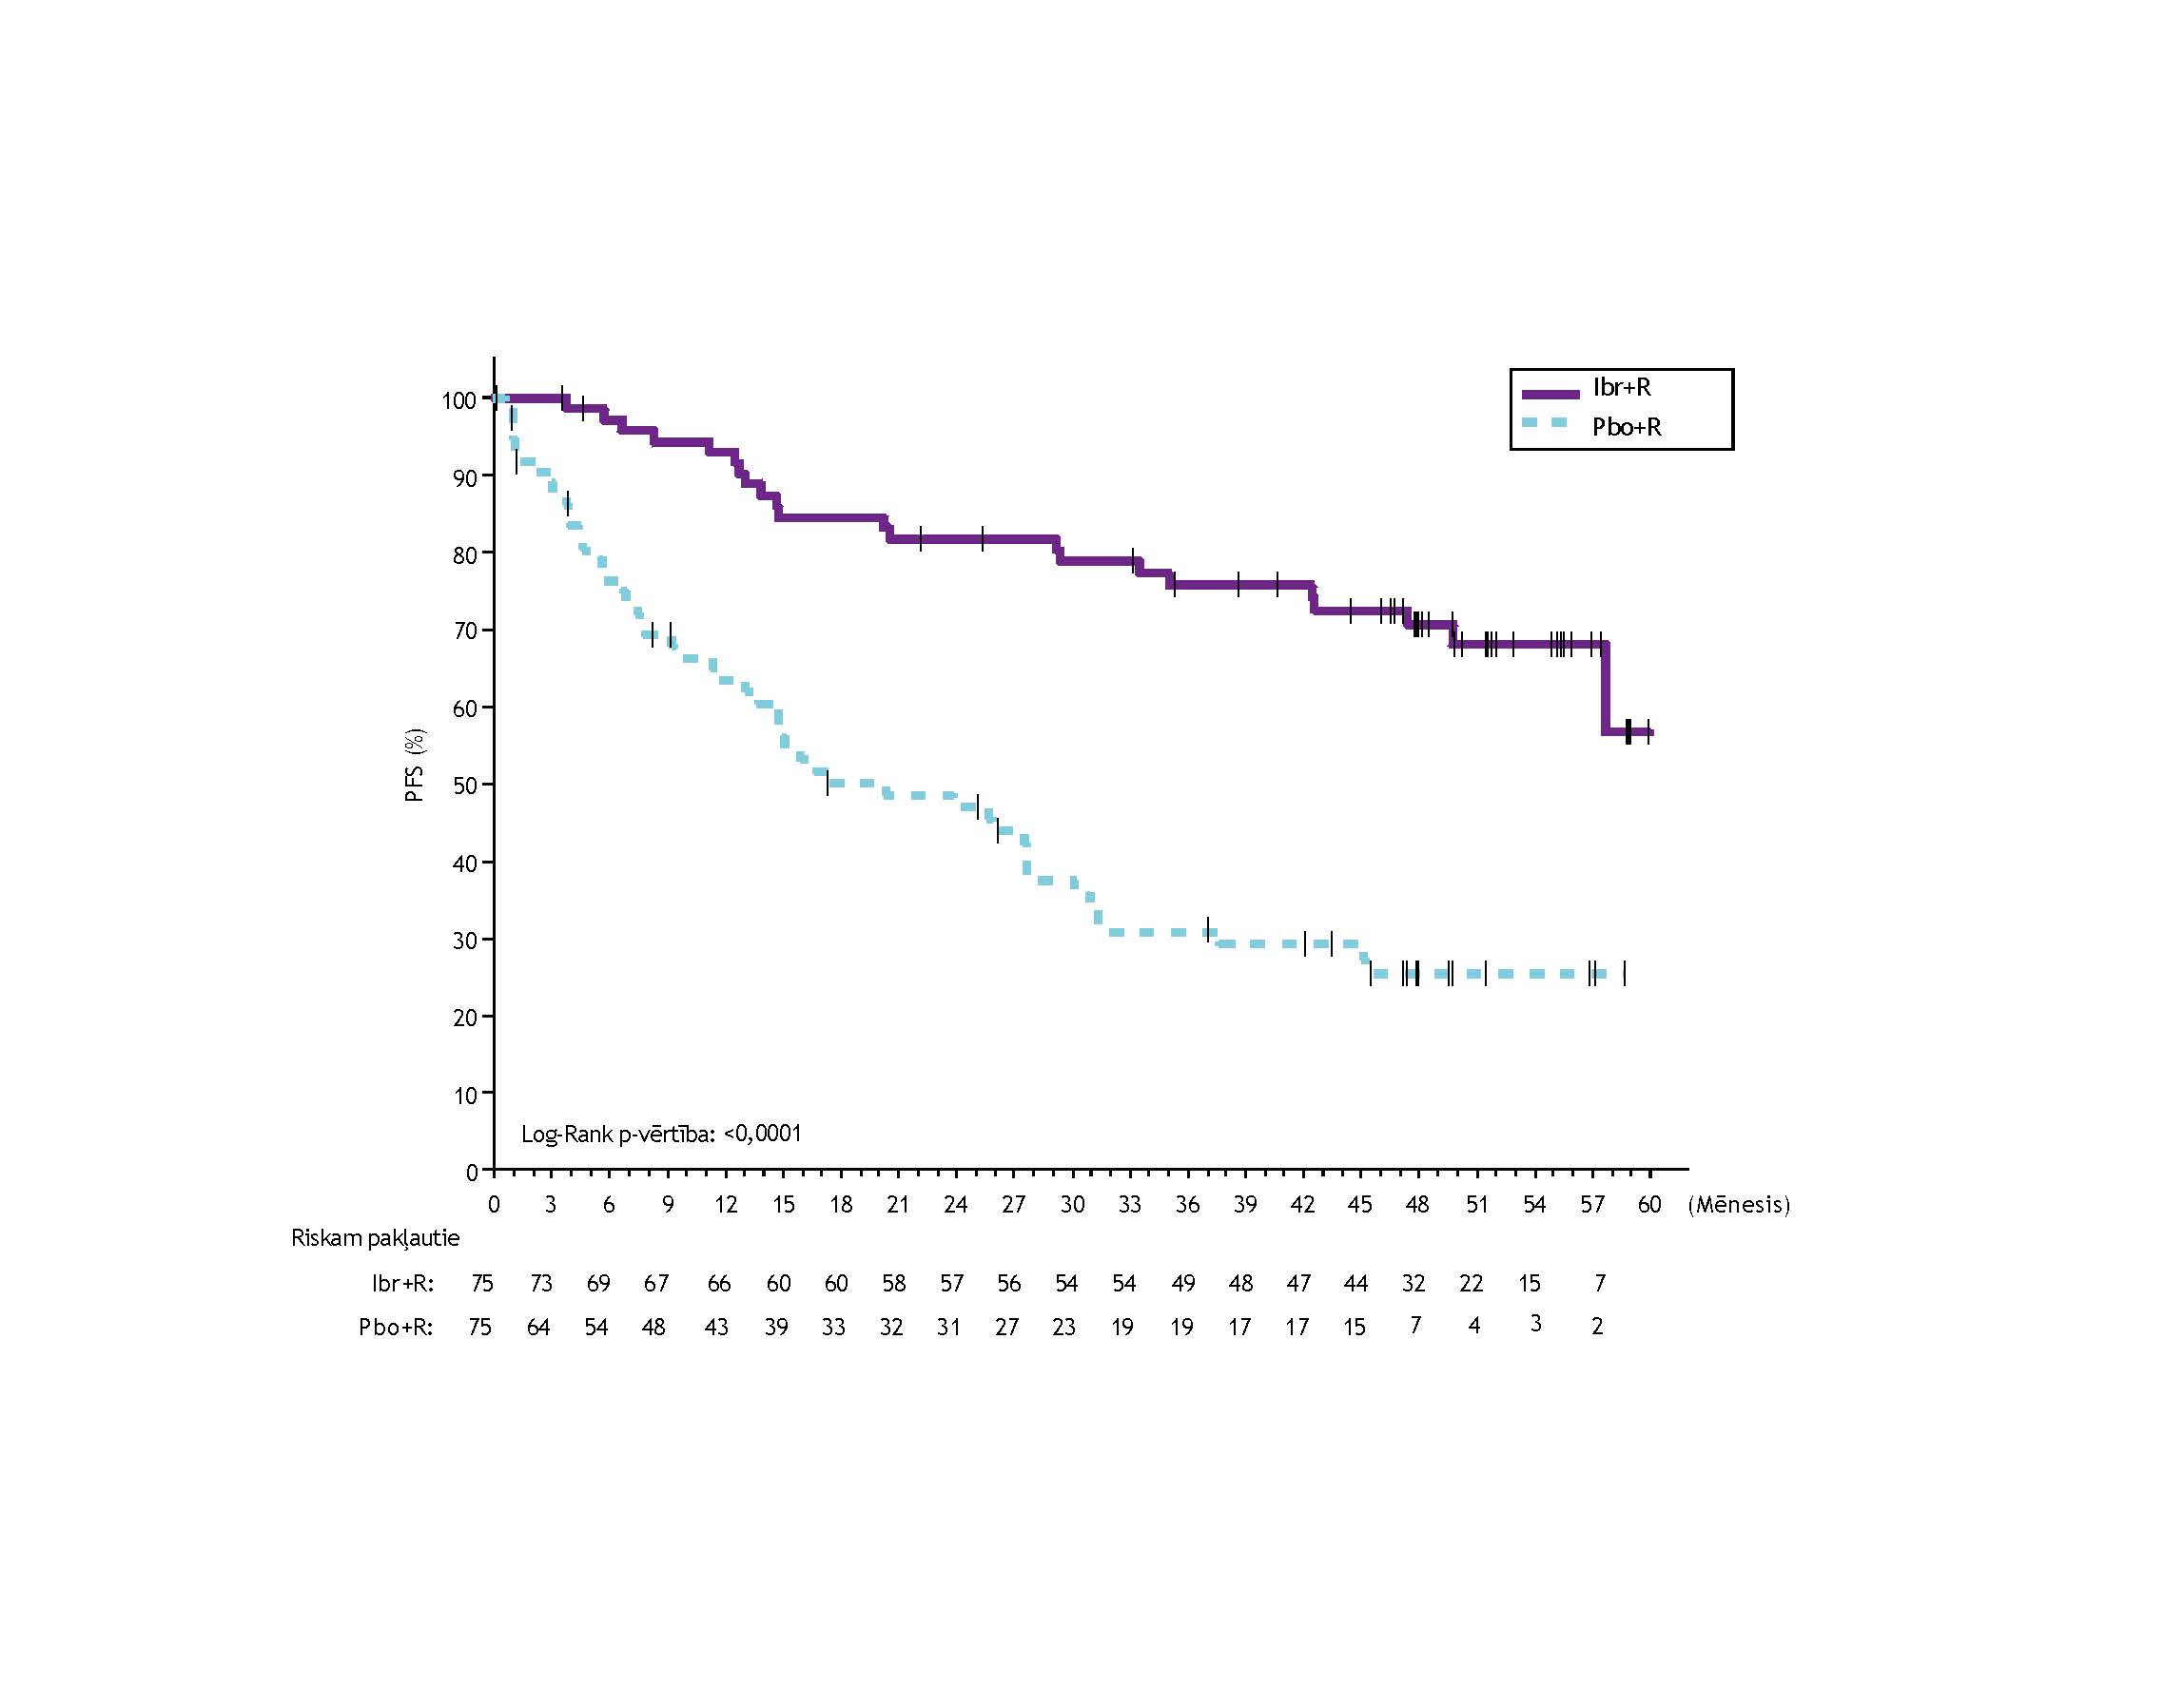 Ibr+R
Pbo+R
100
90
80
70
60
50
40
30
20
10
0
PFS (%)
Log-Rank p-vērtība: <0,0001
0 3 6 9 12 15 18 21 24 27 30 33 36 39 42 45 48 51 54 57 60 (Mēnesis)
Riskam pakļautie
Ibr+R: 75 73 69 67 66 60 60 58 57 56 54 54 49 48 47 44 32 22 15 7
Pbo+R: 75 64 54 48 43 39 33 32 31 27 23 19 19 17 17 15 7 4 3 2